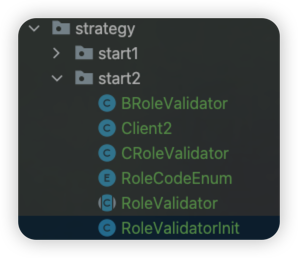 strategy
start1
start2
C BRoleValidator
C Client2
C CRoleValidator
E RoleCodeEnum
C RoleValidator
C RoleValidatorInit